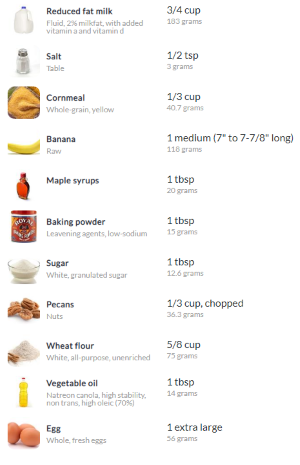 Reduced fat milk
3/4 cup
Fluid, 2% milkfat, with added
vitamin a and vitamin d
183 grams
Salt
1/2 tsp
Table
3 grams
Cornmeal
1/3 cup
Whole-grain, yellow
40.7 grams
Banana
1 medium (7" to 7-7/8" long)
Raw
118 grams
Maple syrups
1 tbsp
20 grams
Baking powder
1 tbsp
Leavening agents, low-sodium
15 grams
Sugar
1 tbsp
White, granulated sugar
12.6 grams
Pecans
1/3 cup, chopped
Nuts
36.3 grams
Wheat flour
5/8 cup
White, all-purpose, unenriched
75 grams
Vegetable oil
1 tbsp
Natreon canola, high stability,
non trans, high oleic (70%)
14 grams
Egg
1 extra large
Whole, fresh eggs
56 grams